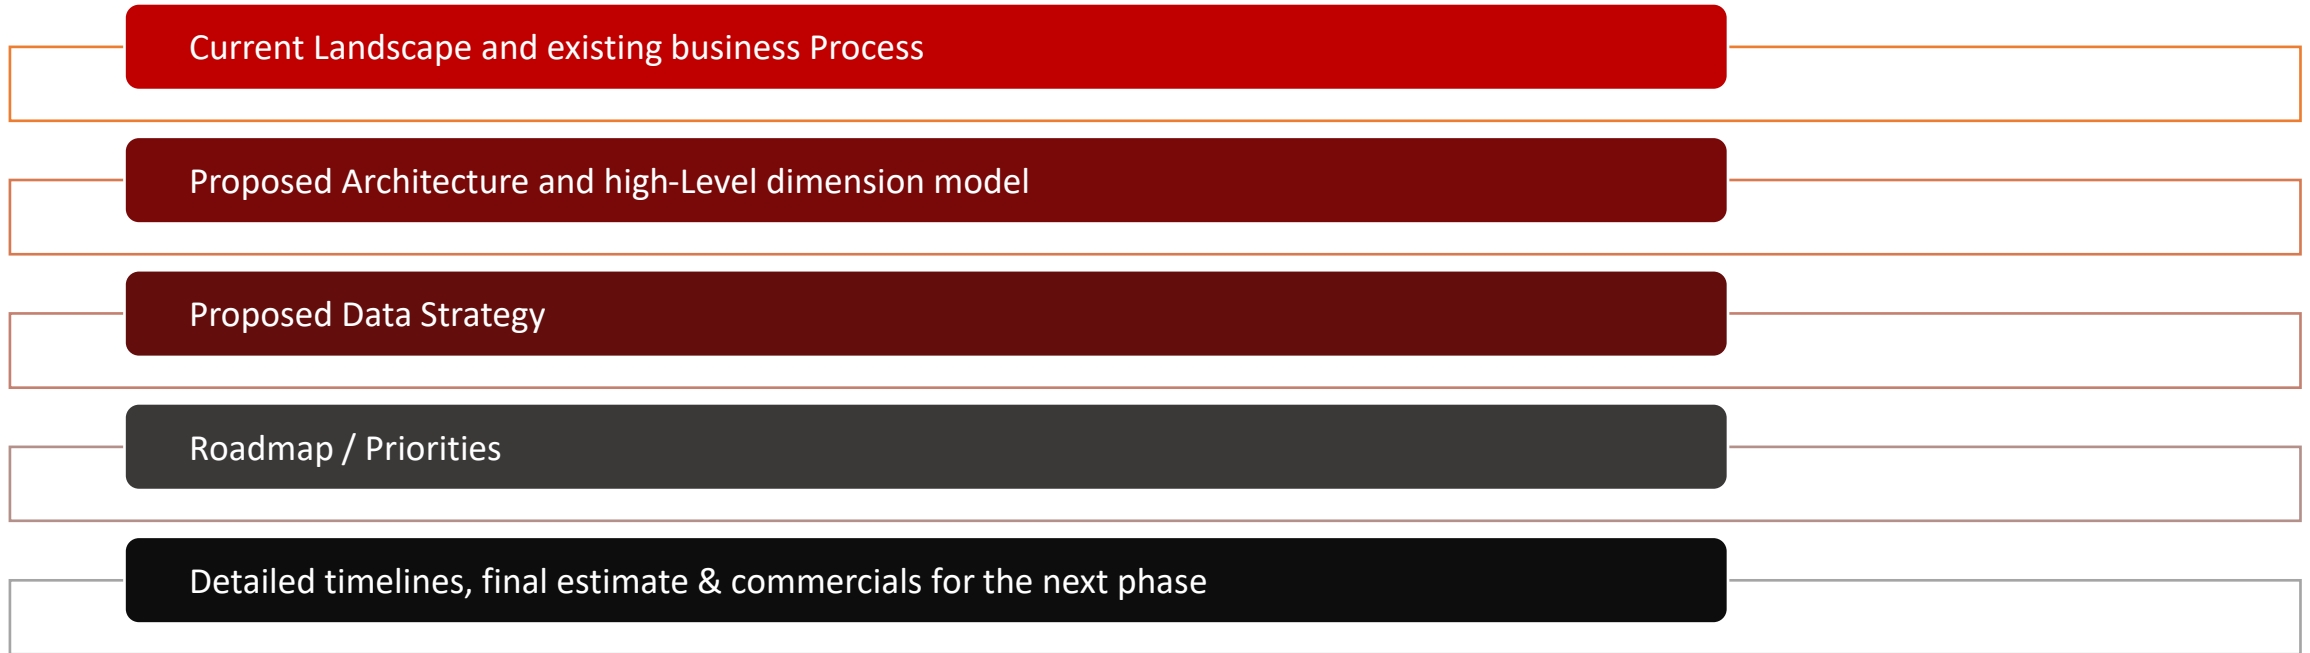 Current Landscape and existing business Process
Proposed Architecture and high-Level dimension model
Proposed Data Strategy
Roadmap / Priorities
Detailed timelines, final estimate & commercials for the next phase